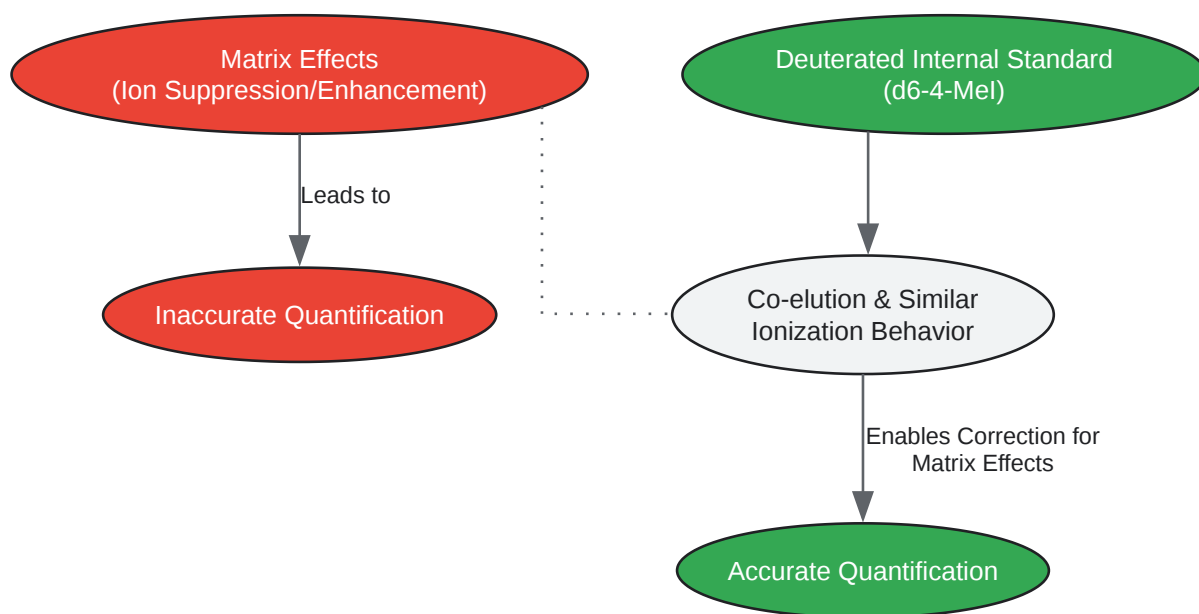 Matrix Effects
(Ion Suppression/Enhancement)
Deuterated Internal Standard
(d6-4-MeI)
Leads to
Inaccurate Quantification
Co-elution & Similar
Ionization Behavior
Enables Correction for
Matrix Effects
Accurate Quantification